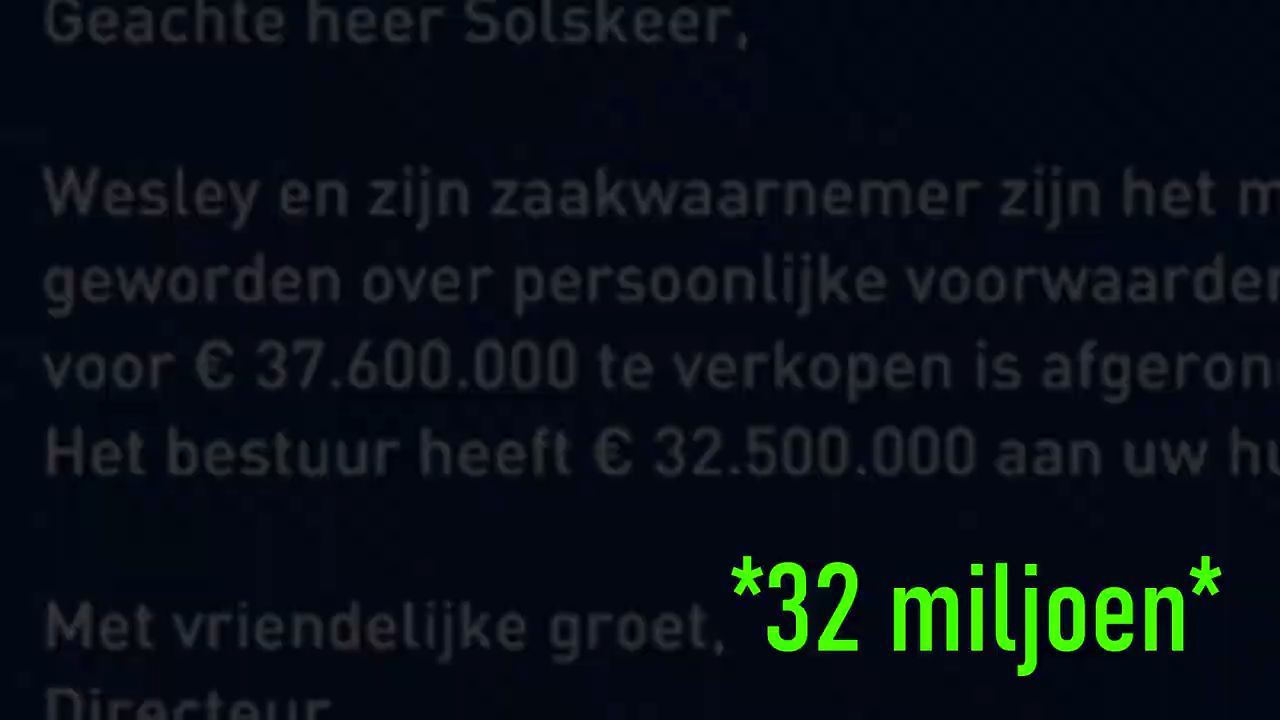 Geachte heer Solskeer,
Wesley en zijn zaakwaarnemer zijn het
geworden over persoonlijke voorwaarden
voor € 37.600.000 te verkopen is afgeron
Het bestuur heeft € 32.500.000 aan uw
Met vriendelijke groet,
*32 miljoen*
Directeur